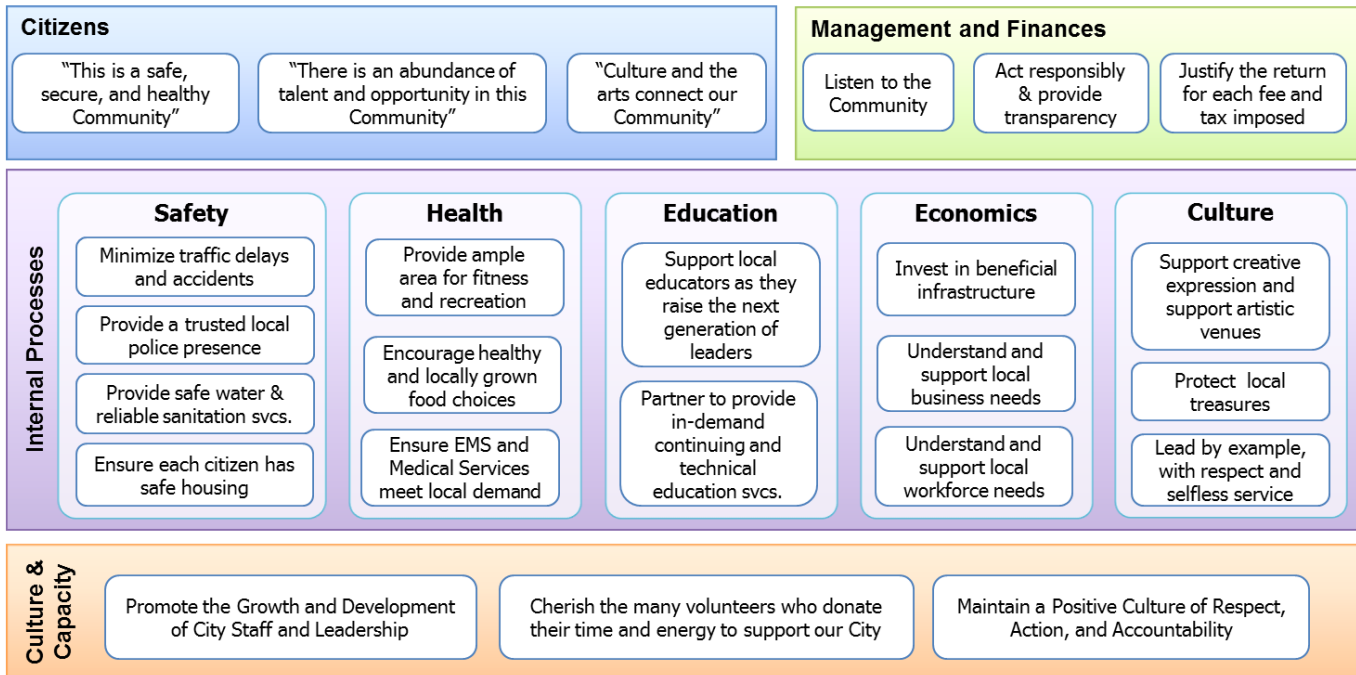 Citizens
“This is a safe,
secure, and healthy
Community”
“There is an abundance of
talent and opportunity in this
Community”
“Culture and the
arts connect our
Community”
Management and Finances
Listen to the
Community
Act responsibly
& provide
transparency
Justify the return
for each fee and
tax imposed
Internal Processes
Safety
Minimize traffic delays
and accidents
Provide a trusted local
police presence
Provide safe water &
reliable sanitation svcs.
Ensure each citizen has
safe housing
Health
Provide ample
area for fitness
and recreation
Encourage healthy
and locally grown
food choices
Ensure EMS and
Medical Services
meet local demand
Education
Support local
educators as they
raise the next
generation of
leaders
Partner to provide
in-demand
continuing and
technical
education svcs.
Economics
Invest in beneficial
infrastructure
Understand and
support local
business needs
Understand and
support local
workforce needs
Culture
Support creative
expression and
support artistic
venues
Protect local
treasures
Lead by example,
with respect and
selfless service
Culture &
Capacity
Promote the Growth and Development
of City Staff and Leadership
Cherish the many volunteers who donate
their time and energy to support our City
Maintain a Positive Culture of Respect,
Action, and Accountability